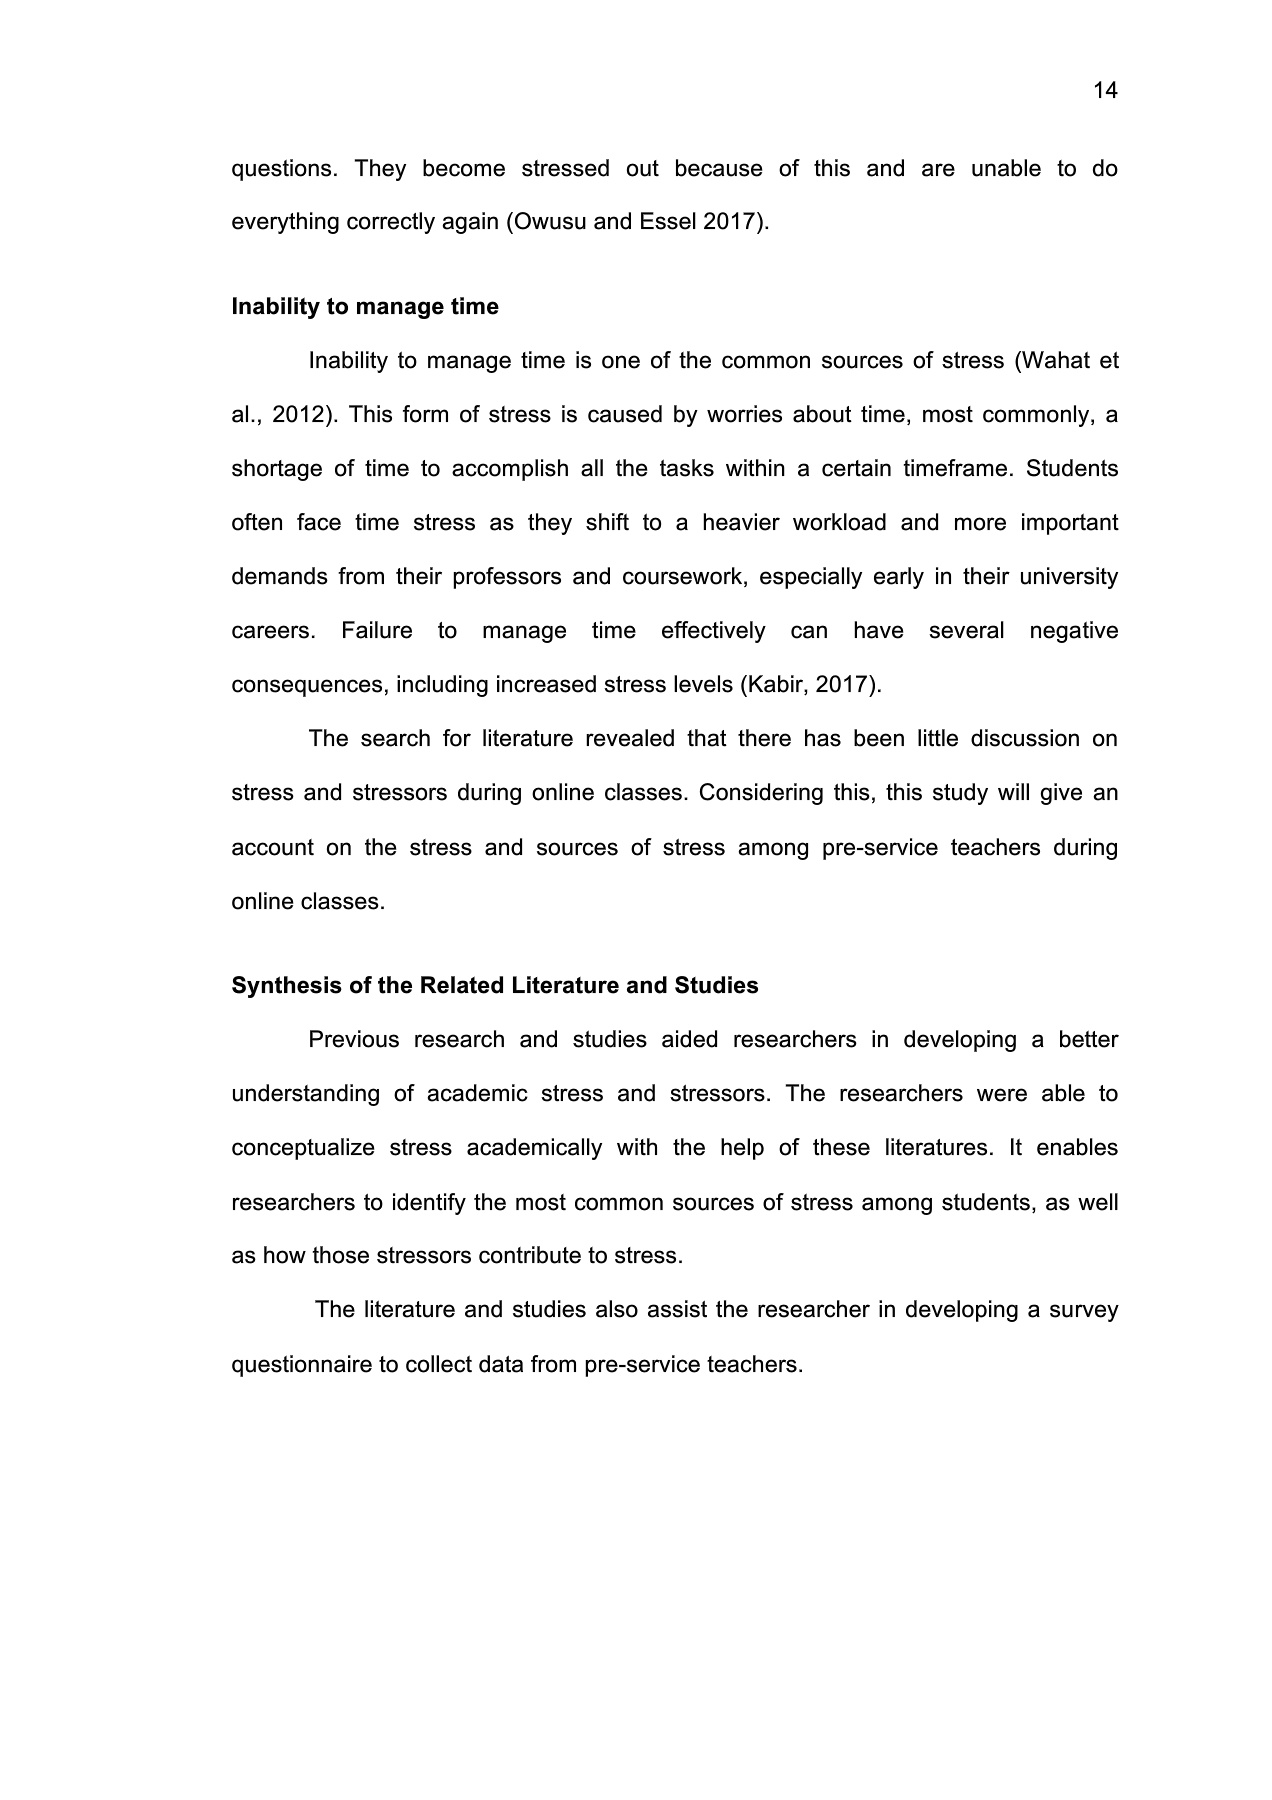 14
questions. They become stressed out because of this and are unable to do
everything correctly again (Owusu and Essel 2017).
Inability to manage time
Inability to manage time is one of the common sources of stress (Wahat et
al., 2012). This form of stress is caused by worries about time, most commonly, a
shortage of time to accomplish all the tasks within a certain timeframe. Students
often face time stress as they shift to a heavier workload and more important
demands from their professors and coursework, especially early in their university
careers. Failure to manage time effectively can have several negative
consequences, including increased stress levels (Kabir, 2017).
The search for literature revealed that there has been little discussion on
stress and stressors during online classes. Considering this, this study will give an
account on the stress and sources of stress among pre-service teachers during
online classes.
Synthesis of the Related Literature and Studies
Previous research and studies aided researchers in developing a better
understanding of academic stress and stressors. The researchers were able to
conceptualize stress academically with the help of these literatures. It enables
researchers to identify the most common sources of stress among students, as well
as how those stressors contribute to stress.
The literature and studies also assist the researcher in developing a survey
questionnaire to collect data from pre-service teachers.